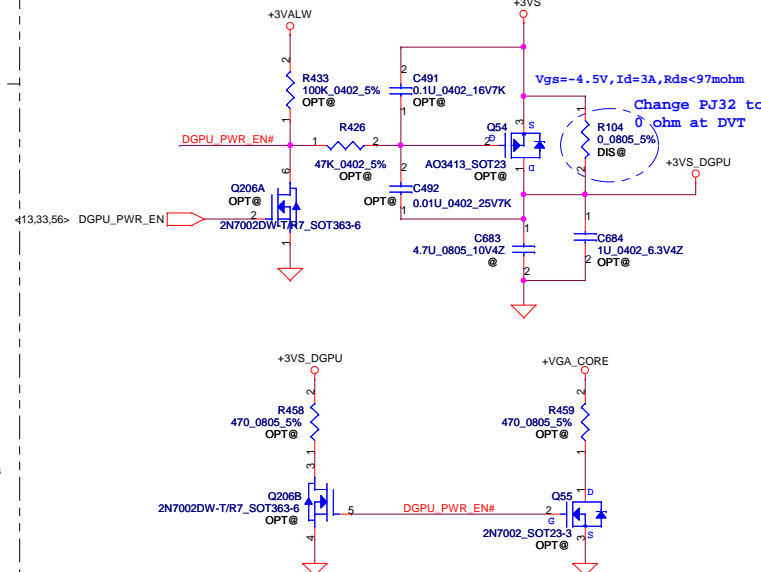 +3VALW
+3VS
2
R433
100K_0402_5%
OPT@
1
2
C491
0.1U_0402_16V7K
OPT@
1
Vgs=-4.5V,Id=3A,Rds<97mohm
Change PJ32 to
0 ohm at DVT
DGPU_PWR_EN#
1
R426
2
47K_0402_5%
OPT@
Q54
3
S
2
G
AO3413_SOT23
OPT@
1
1
R104
0_0805_5%
DIS@
2
+3VS_DGPU
6
Q206A
OPT@
<13,33,56>
DGPU_PWR_EN
2
2N7002DW-T/R7_SOT363-6
1
2
C492
OPT@
0.01U_0402_25V7K
1
1
C683
4.7U_0805_10V4Z
@
2
1
C684
1U_0402_6.3V4Z
OPT@
2
+3VS_DGPU
+VGA_CORE
2
R458
470_0805_5%
OPT@
1
2
R459
470_0805_5%
OPT@
1
3
Q206B
2N7002DW-T/R7_SOT363-6
OPT@
5
4
DGPU_PWR_EN#
Q55
1
D
2
G
2N7002_SOT23-3
OPT@
3
S